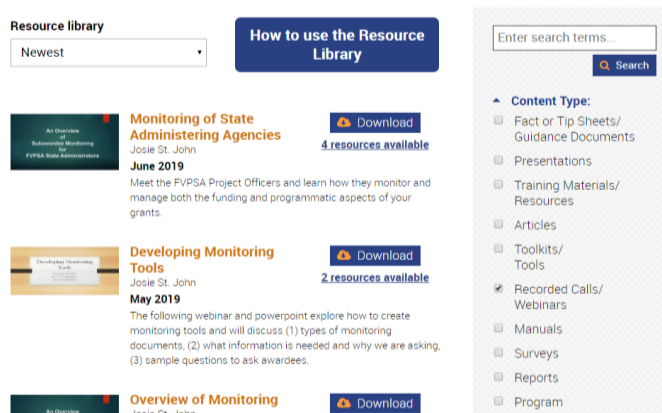 Resource library
Newest
How to use the Resource
Library
Enter search terms...
Search
An Overview
of
Subawardee Monitoring
for
FVPSA State Administrators
Monitoring of State
Administering Agencies
Josie St. John
June 2019
Meet the FVPSA Project Officers and learn how they monitor and
manage both the funding and programmatic aspects of your
grants.
Download
4 resources available
Developing Monitoring
Tools
Developing Monitoring
Tools
Josie St. John
May 2019
The following webinar and powerpoint explore how to create
monitoring tools and will discuss (1) types of monitoring
documents, (2) what information is needed and why we are asking,
(3) sample questions to ask awardees.
Download
2 resources available
An Overview
Overview of Monitoring
Josie St. John
Download
Content Type:
Fact or Tip Sheets/
Guidance Documents
Presentations
Training Materials/
Resources
Articles
Toolkits/
Tools
Recorded Calls/
Webinars
Manuals
Surveys
Reports
Program